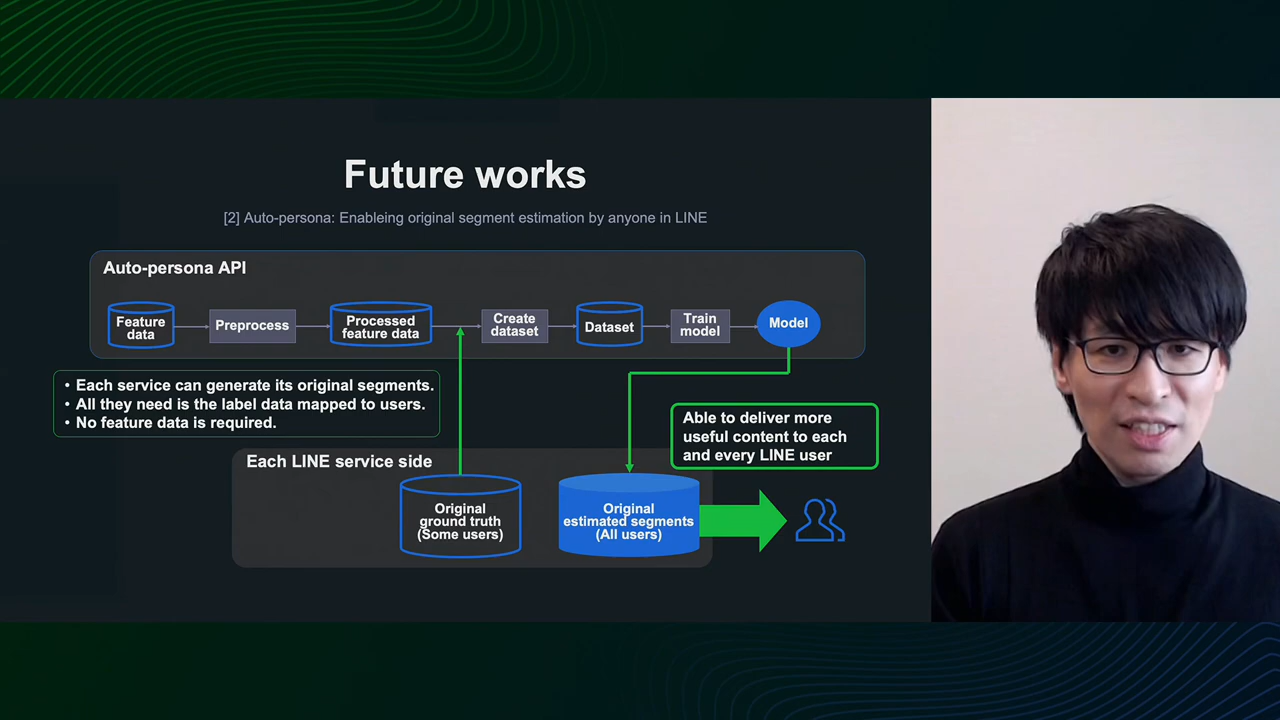 Future works
[2] Auto-persona: Enableing original segment estimation by anyone in LINE
Auto-persona API
Feature
data
Preprocess
Processed
feature data
Create
dataset
Dataset
Train
model
Model
• Each service can generate its original segments.
• All they need is the label data mapped to users.
• No feature data is required.
Able to deliver more
useful content to each
and every LINE user
Each LINE service side
Original
ground truth
(Some users)
Original
estimated segments
(All users)